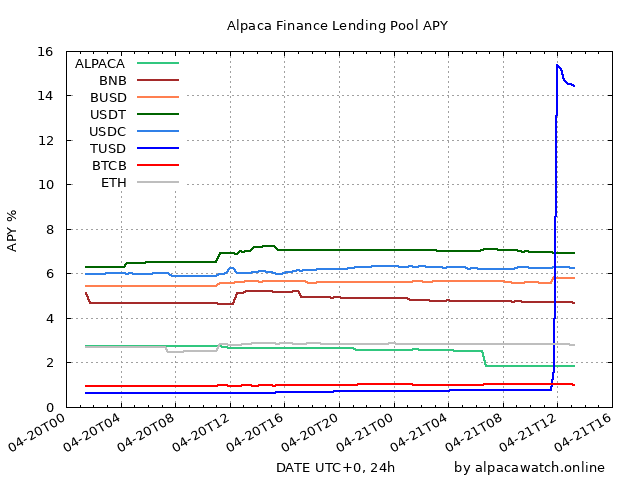 Alpaca Finance Lending Pool APY
16
14
12
10
8
6
4
2
0
APY %
ALPACA
BNB
BUSD
USDT
USDC
TUSD
BTCB
ETH
04-20T00
04-20T04
04-20T08
04-20T12
04-20T16
04-20T20
04-21T00
04-21T04
04-21T08
04-21T12
04-21T16
DATE UTC+0, 24h
by alpacawatch.online